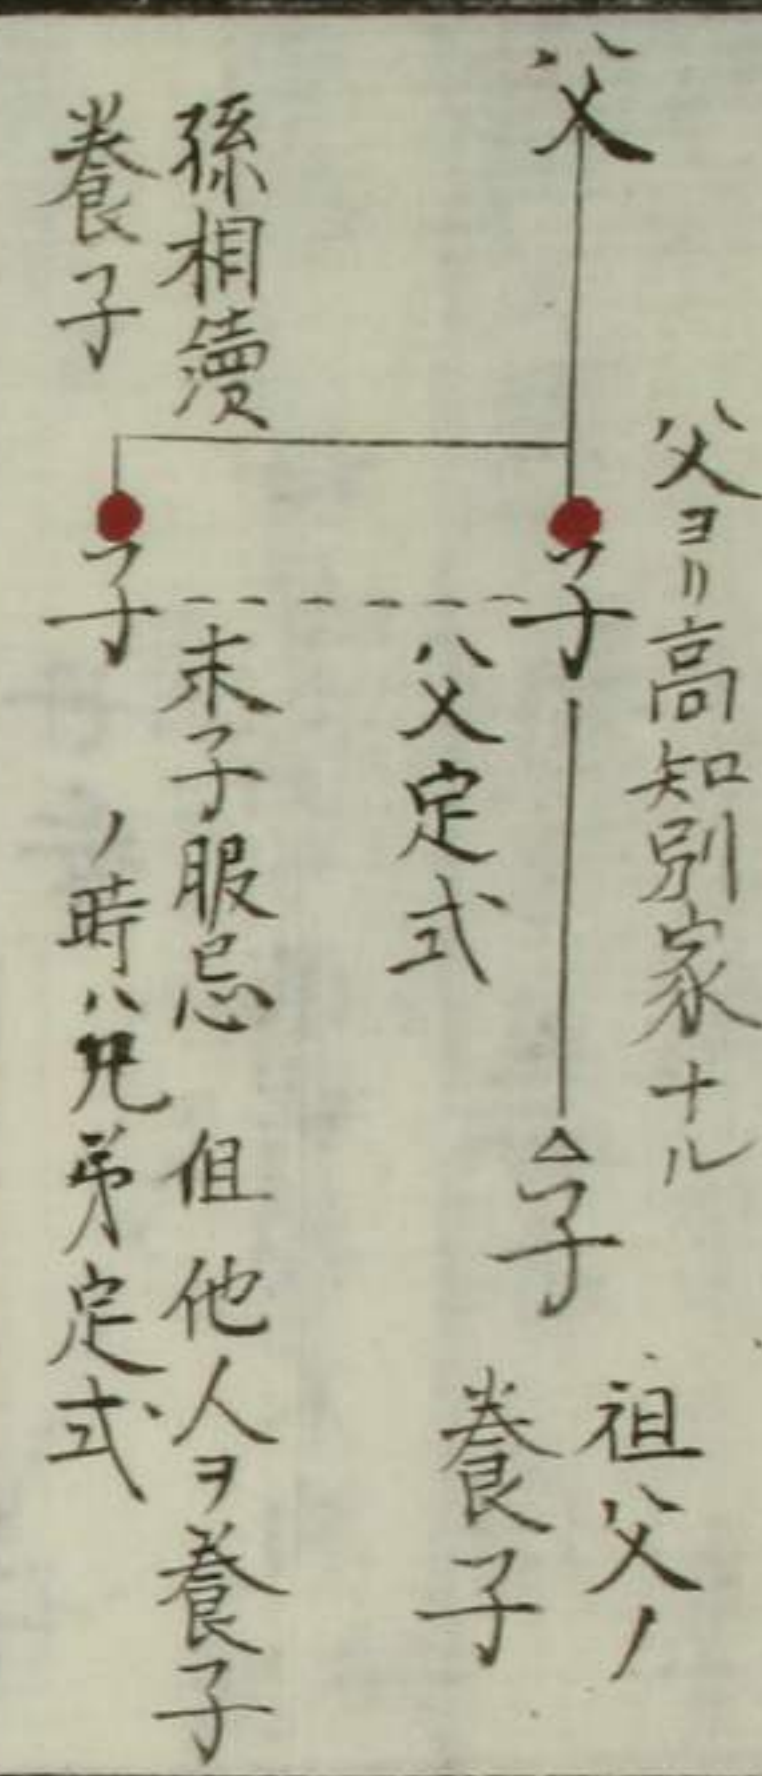 父ヨリ高知別家ナル
父
子
子
祖父ノ
養子
八父定式
孫相續
養子
子
末子服忌 但他人ヲ養子
ノ時ハ兄弟定式